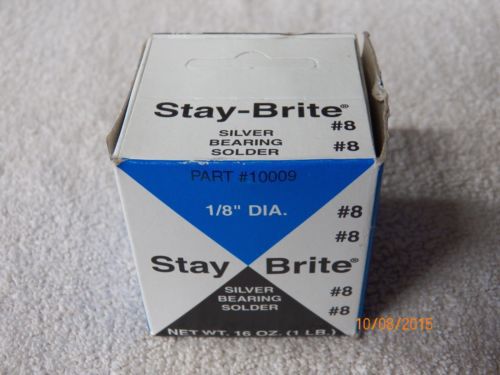 Stay-Brite® #8
SILVER
BEARING
SOLDER #8
PART #10009
1/8" DIA. #8
#8
Stay Brite®
SILVER
BEARING #8
SOLDER #8
NET WT. 16 OZ. (1 LB.)
10/08/2015